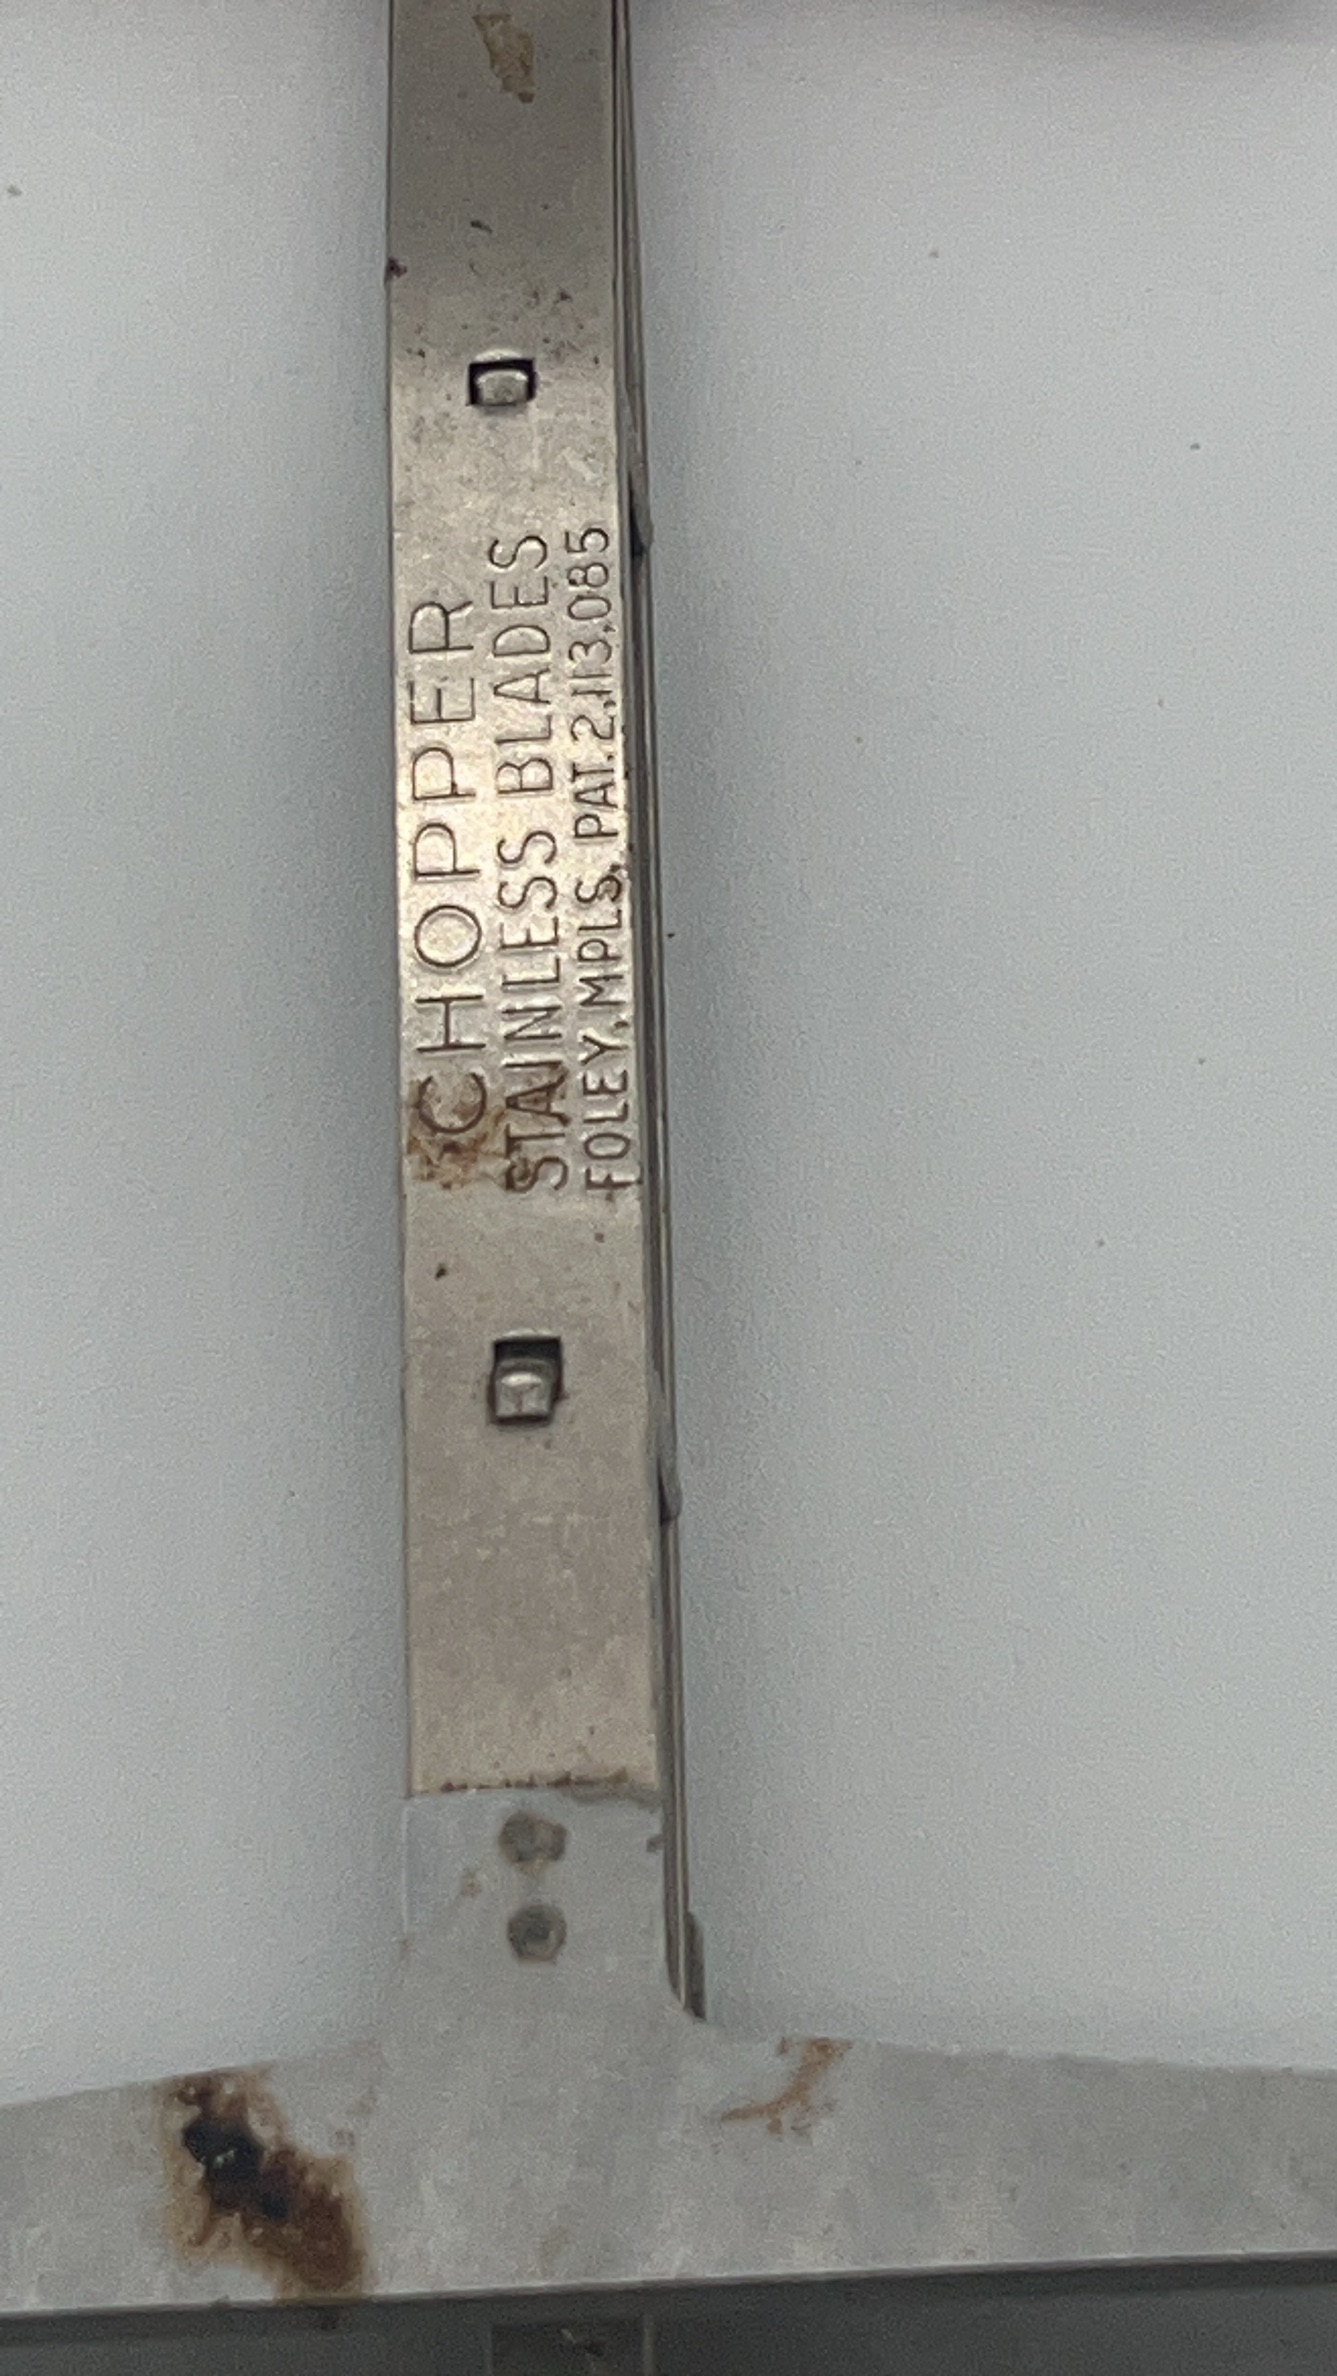 CHOPPER
STAINLESS BLADES
FOLEY, MPLS. PAT. 2,113,085